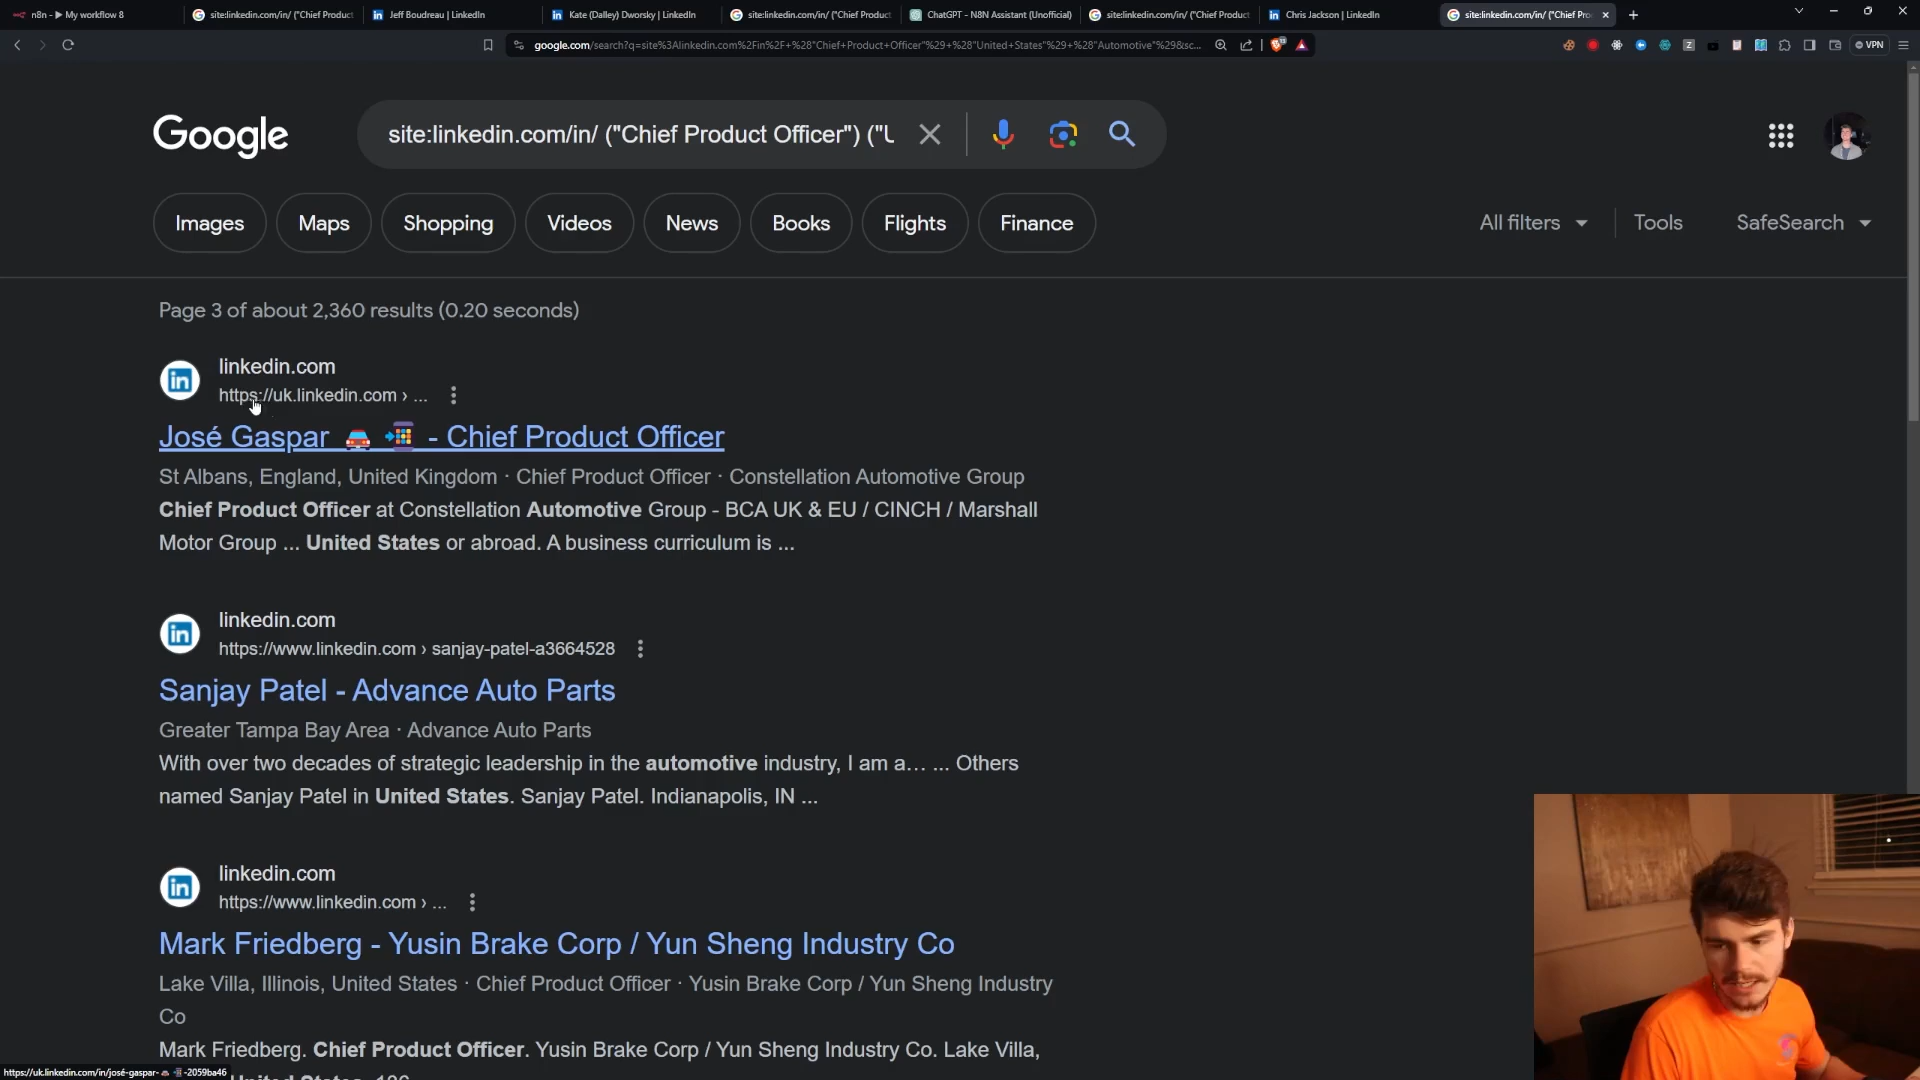 n8n - ▶ My workflow 8
site:linkedin.com/in/ ("Chief Product
Jeff Boudreau | LinkedIn
Kate (Dalley) Dworsky | LinkedIn
site:linkedin.com/in/ ("Chief Product
ChatGPT - N8N Assistant (Unofficial)
site:linkedin.com/in/ ("Chief Product
Chris Jackson | LinkedIn
site:linkedin.com/in/ ("Chief Pro
google.com/search?q=site%3Alinkedin.com%2Fin%2F+%28"Chief+Product+Officer"%29+%28"United+States"%29+%28"Automotive"%29&sc...
VPN
Google
site:linkedin.com/in/ ("Chief Product Officer") ("U
Images
Maps
Shopping
Videos
News
Books
Flights
Finance
All filters
Tools
SafeSearch
Page 3 of about 2,360 results (0.20 seconds)
linkedin.com
https://uk.linkedin.com › ...
José Gaspar 🚘 📲 - Chief Product Officer
St Albans, England, United Kingdom · Chief Product Officer · Constellation Automotive Group
Chief Product Officer at Constellation Automotive Group - BCA UK & EU / CINCH / Marshall
Motor Group ... United States or abroad. A business curriculum is ...
linkedin.com
https://www.linkedin.com › sanjay-patel-a3664528
Sanjay Patel - Advance Auto Parts
Greater Tampa Bay Area · Advance Auto Parts
With over two decades of strategic leadership in the automotive industry, I am a… ... Others
named Sanjay Patel in United States. Sanjay Patel. Indianapolis, IN ...
linkedin.com
https://www.linkedin.com › ...
Mark Friedberg - Yusin Brake Corp / Yun Sheng Industry Co
Lake Villa, Illinois, United States · Chief Product Officer · Yusin Brake Corp / Yun Sheng Industry
Co
Mark Friedberg. Chief Product Officer. Yusin Brake Corp / Yun Sheng Industry Co. Lake Villa,
https://uk.linkedin.com/in/josé-gaspar-🚘-📲-2059ba46